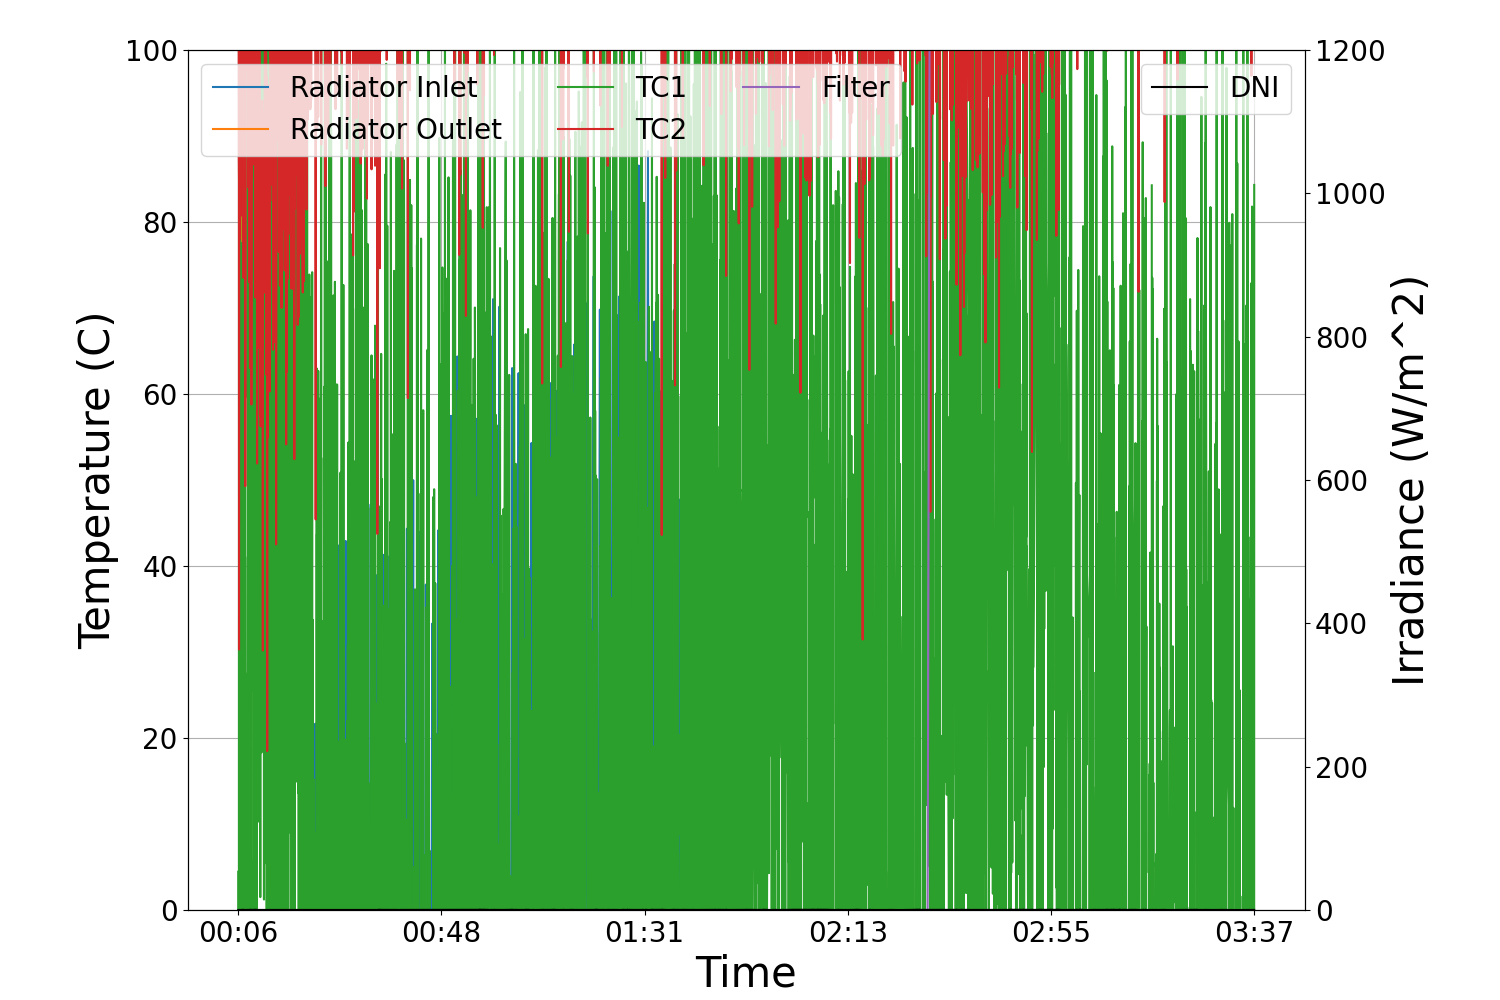 Radiator Inlet
Radiator Outlet
TC1
TC2
Filter
DNI
100
80
60
40
20
0
Temperature (C)
1200
1000
800
600
400
200
0
Irradiance (W/m^2)
00:06 00:48 01:31 02:13 02:55 03:37
Time